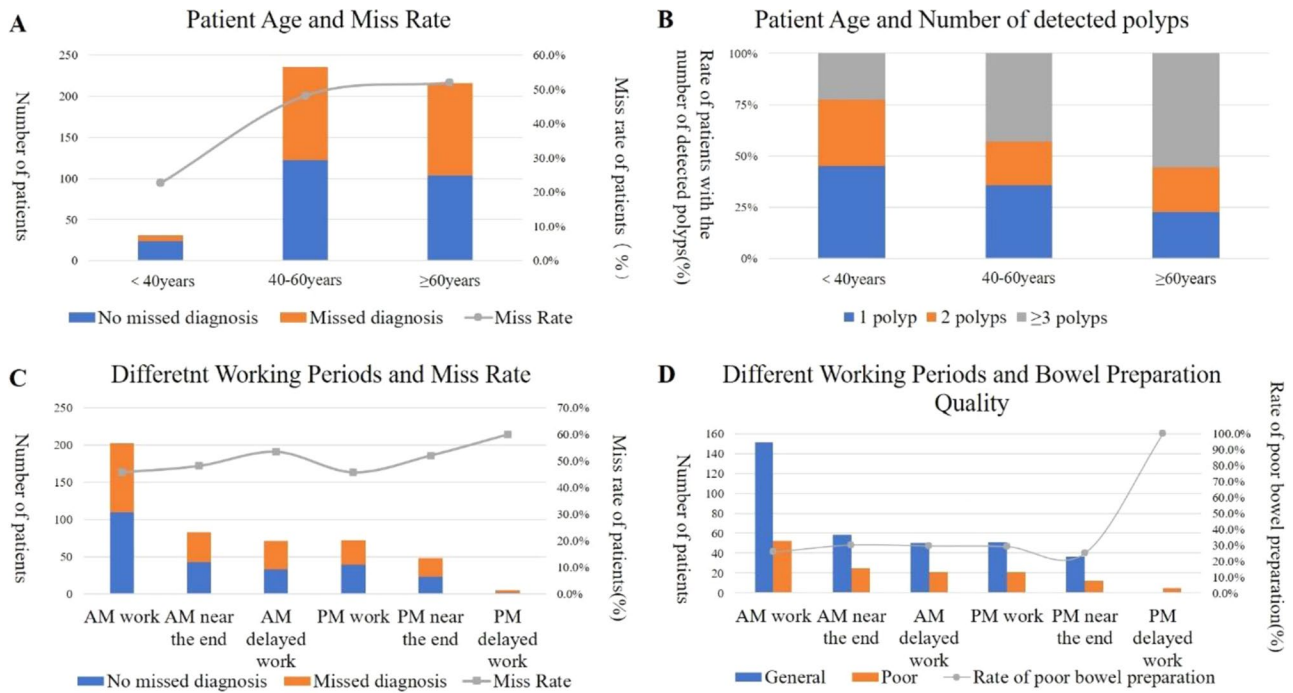 A
Patient Age and Miss Rate
Number of patients
250
200
150
100
50
0
60.0%
50.0%
40.0%
30.0%
20.0%
10.0%
0.0%
Miss rate of patients (%)
< 40years
40-60years
≥60years
No missed diagnosis
Missed diagnosis
Miss Rate
B
Patient Age and Number of detected polyps
Rate of patients with the
number of detected polyps(%)
100%
75%
50%
25%
0%
< 40years
40-60years
≥60years
1 polyp
2 polyps
≥3 polyps
C
Differetnt Working Periods and Miss Rate
Number of patients
250
200
150
100
50
0
70.0%
60.0%
50.0%
40.0%
30.0%
20.0%
10.0%
0.0%
Miss rate of patients(%)
AM work
AM near
the end
AM
delayed
work
PM work
PM near
the end
PM
delayed
work
No missed diagnosis
Missed diagnosis
Miss Rate
D
Different Working Periods and Bowel Preparation
Quality
Number of patients
160
140
120
100
80
60
40
20
0
100.0%
90.0%
80.0%
70.0%
60.0%
50.0%
40.0%
30.0%
20.0%
10.0%
0.0%
Rate of poor bowel preparation(%)
AM work
AM near
the end
AM
delayed
work
PM work
PM near
the end
PM
delayed
work
General
Poor
Rate of poor bowel preparation